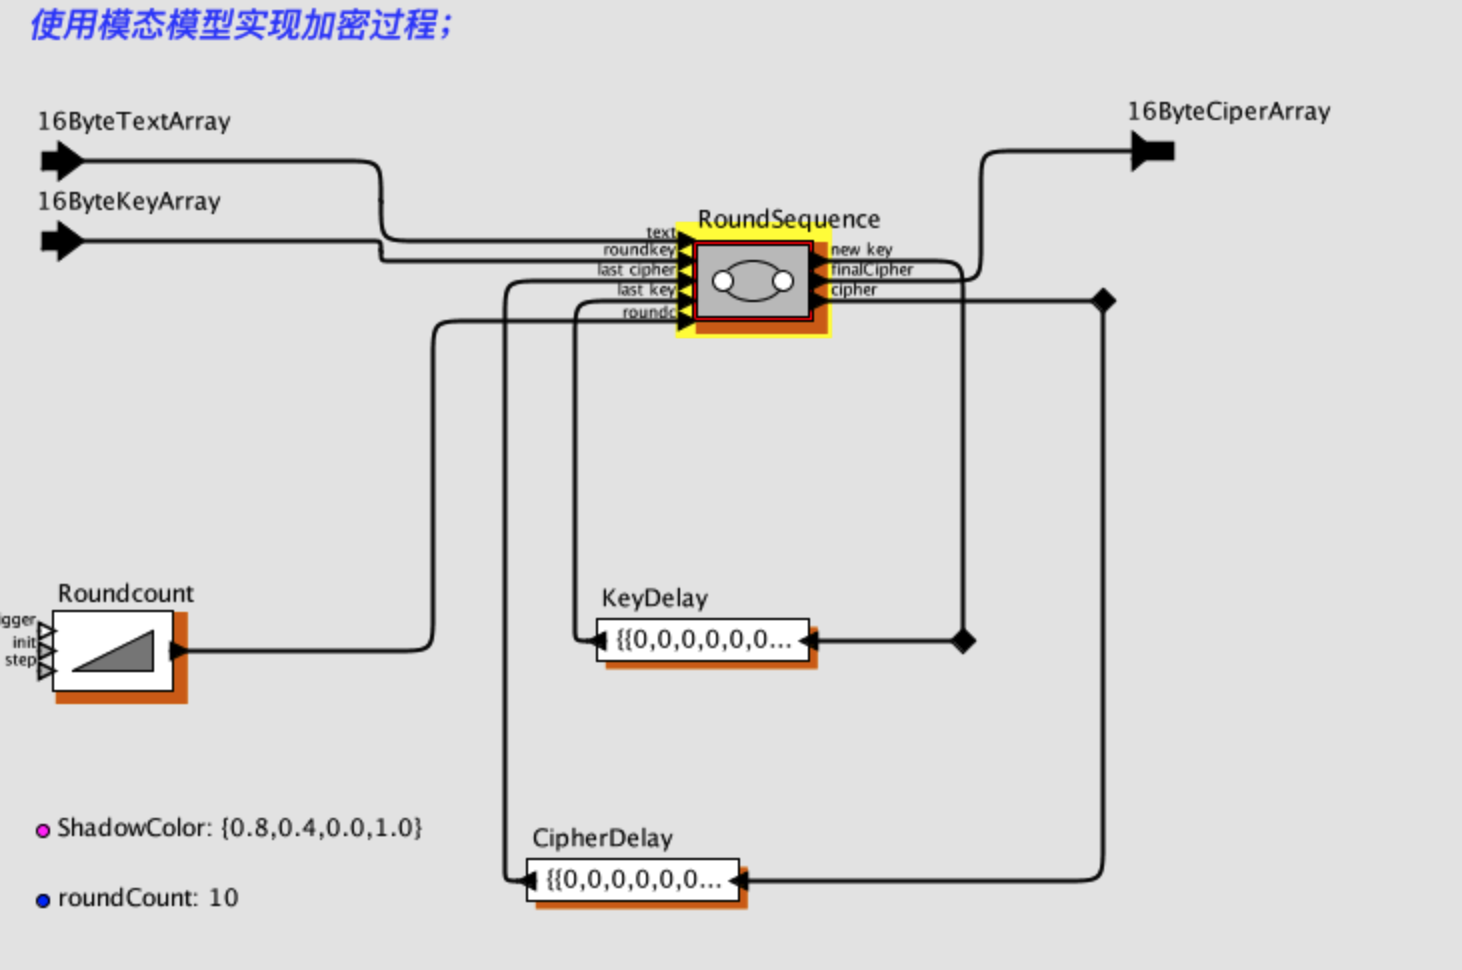 使用模态模型实现加密过程；
16ByteTextArray
16ByteCiperArray
16ByteKeyArray
RoundSequence
text
roundkey
last cipher
last key
roundc
new key
finalCipher
cipher
KeyDelay
{{0,0,0,0,0,0...
Roundcount
igger
init
step
CipherDelay
{{0,0,0,0,0,0...
ShadowColor: {0.8,0.4,0.0,1.0}
roundCount: 10